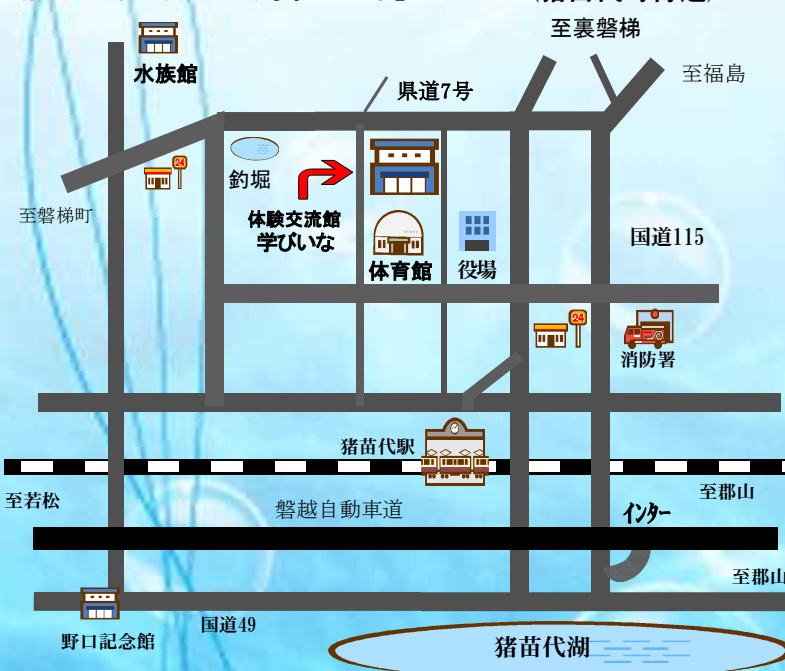 至裏磐梯
水族館
至福島
県道7号
24
釣堀
至磐梯町
体験交流館
学びいな
国道115
体育館
役場
24
消防署
猪苗代駅
至若松
至郡山
磐越自動車道
インター
至郡山
国道49
野口記念館
猪苗代湖